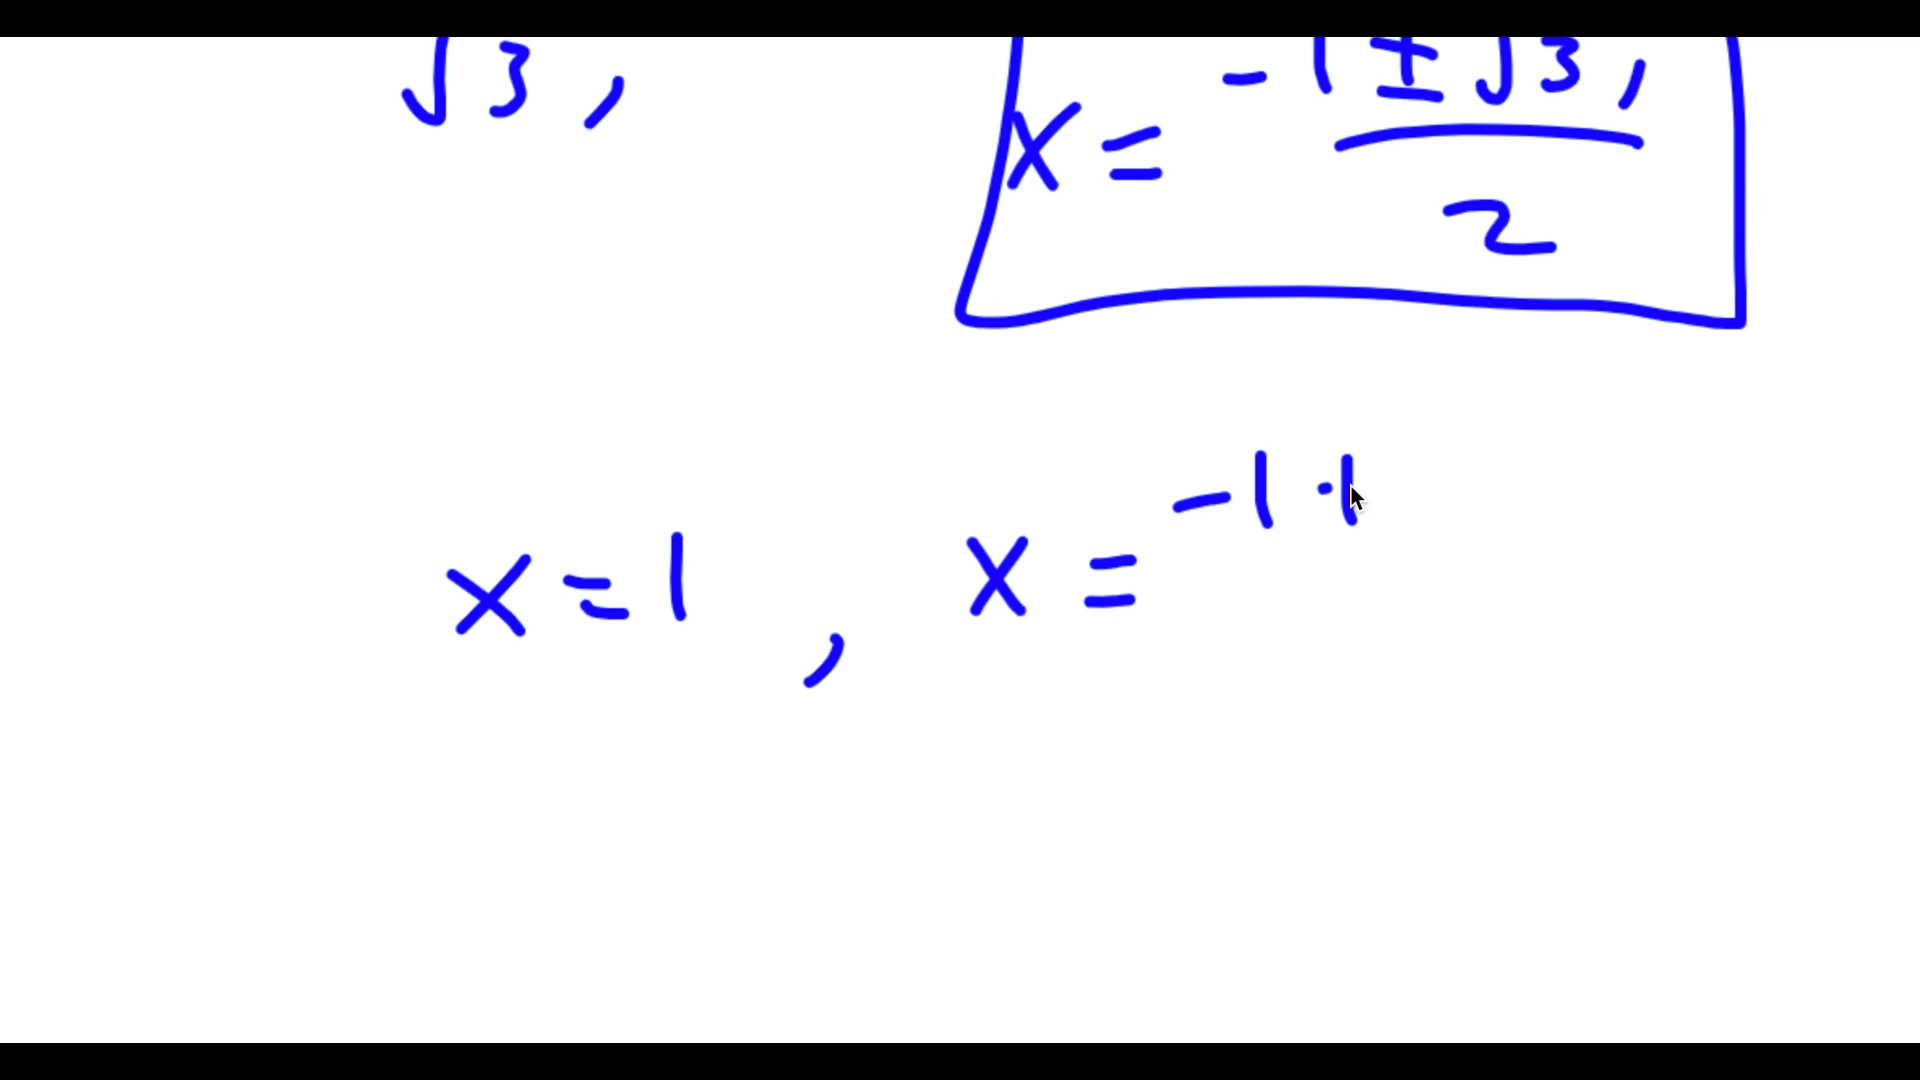 √3 ,
x = -1 ± √3 ,
2
x = 1 , x = -1